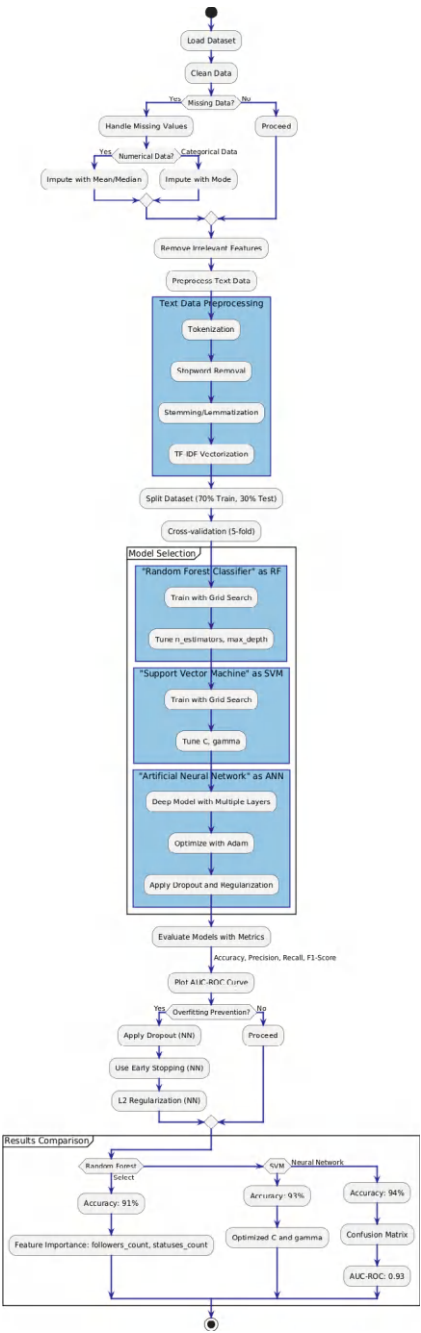 Load Dataset
Clean Data
Yes
Missing Data?
No
Handle Missing Values
Proceed
Yes
Numerical Data?
Categorical Data
Impute with Mean/Median
Impute with Mode
Remove Irrelevant Features
Preprocess Text Data
Text Data Preprocessing
Tokenization
Stopword Removal
Stemming/Lemmatization
TF-IDF Vectorization
Split Dataset (70% Train, 30% Test)
Cross-validation (5-fold)
Model Selection
"Random Forest Classifier" as RF
Train with Grid Search
Tune n_estimators, max_depth
"Support Vector Machine" as SVM
Train with Grid Search
Tune C, gamma
"Artificial Neural Network" as ANN
Deep Model with Multiple Layers
Optimize with Adam
Apply Dropout and Regularization
Evaluate Models with Metrics
Accuracy, Precision, Recall, F1-Score
Plot AUC-ROC Curve
Yes
Overfitting Prevention?
No
Apply Dropout (NN)
Proceed
Use Early Stopping (NN)
L2 Regularization (NN)
Results Comparison
Random Forest
Select
Accuracy: 91%
Feature Importance: followers_count, statuses_count
SVM
Accuracy: 93%
Optimized C and gamma
Neural Network
Accuracy: 94%
Confusion Matrix
AUC-ROC: 0.93